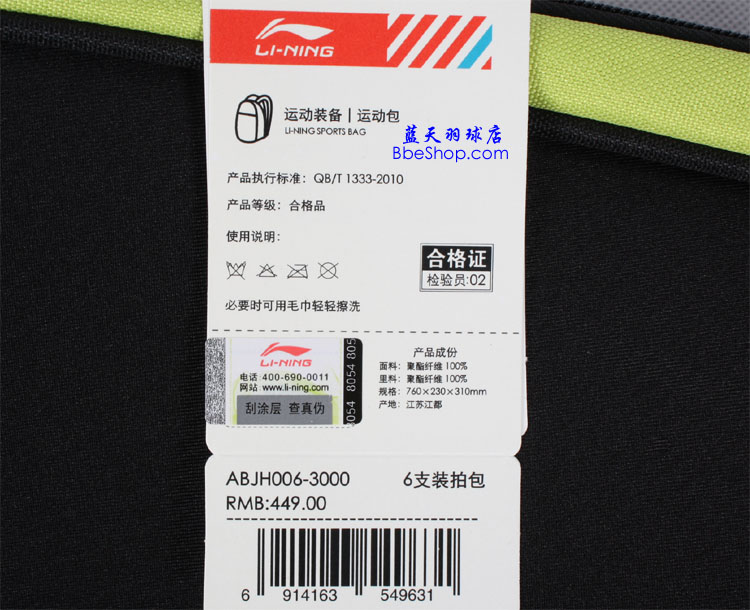 LI-NING
运动装备 | 运动包
LI-NING SPORTS BAG
蓝天羽球店
BbeShop.com
产品执行标准: QB/T 1333-2010
产品等级: 合格品
使用说明:
合格证
检验员:02
必要时可用毛巾轻轻擦洗
LI-NING
电话:400-690-0011
网站:www.li-ning.com
刮涂层 查真伪
8054 8054 805
产品成份
面料: 聚酯纤维 100%
里料: 聚酯纤维 100%
规格: 760×230×310mm
产地: 江苏江都
ABJH006-3000 6支装拍包
RMB:449.00
6 914163 549631